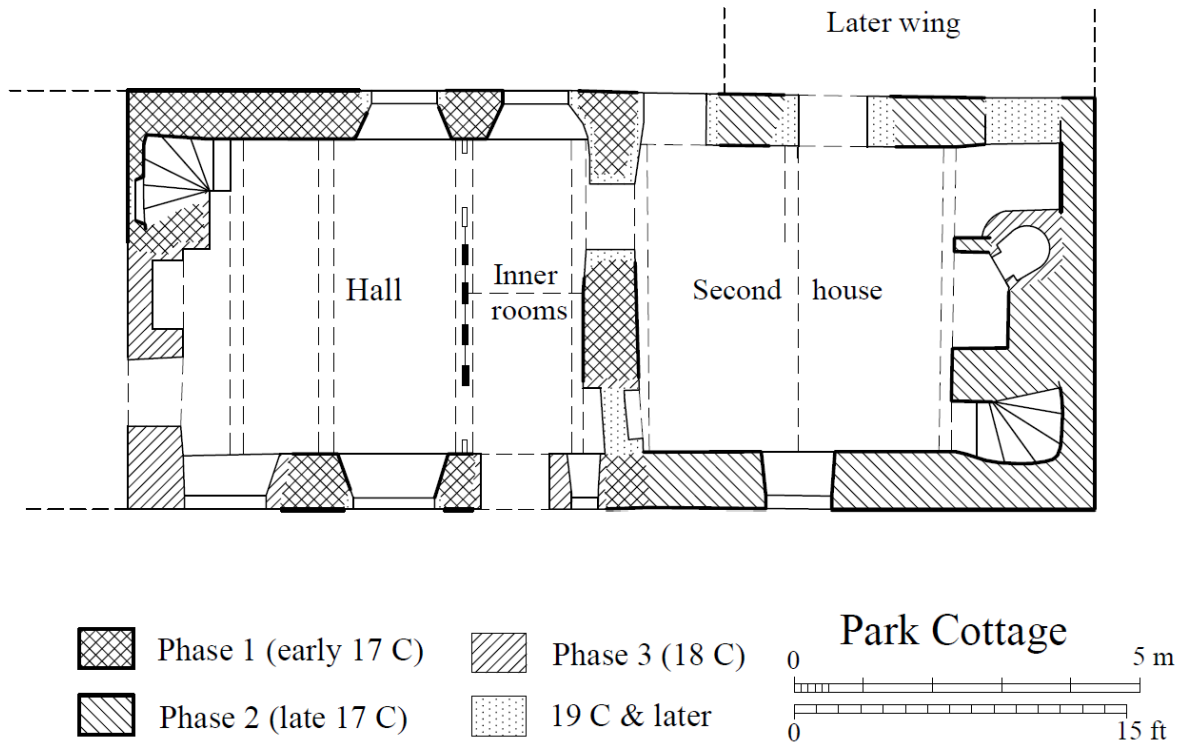 Later wing
Hall
Inner
rooms
Second house
Phase 1 (early 17 C)
Phase 2 (late 17 C)
Phase 3 (18 C)
19 C & later
Park Cottage
0 5 m
0 15 ft